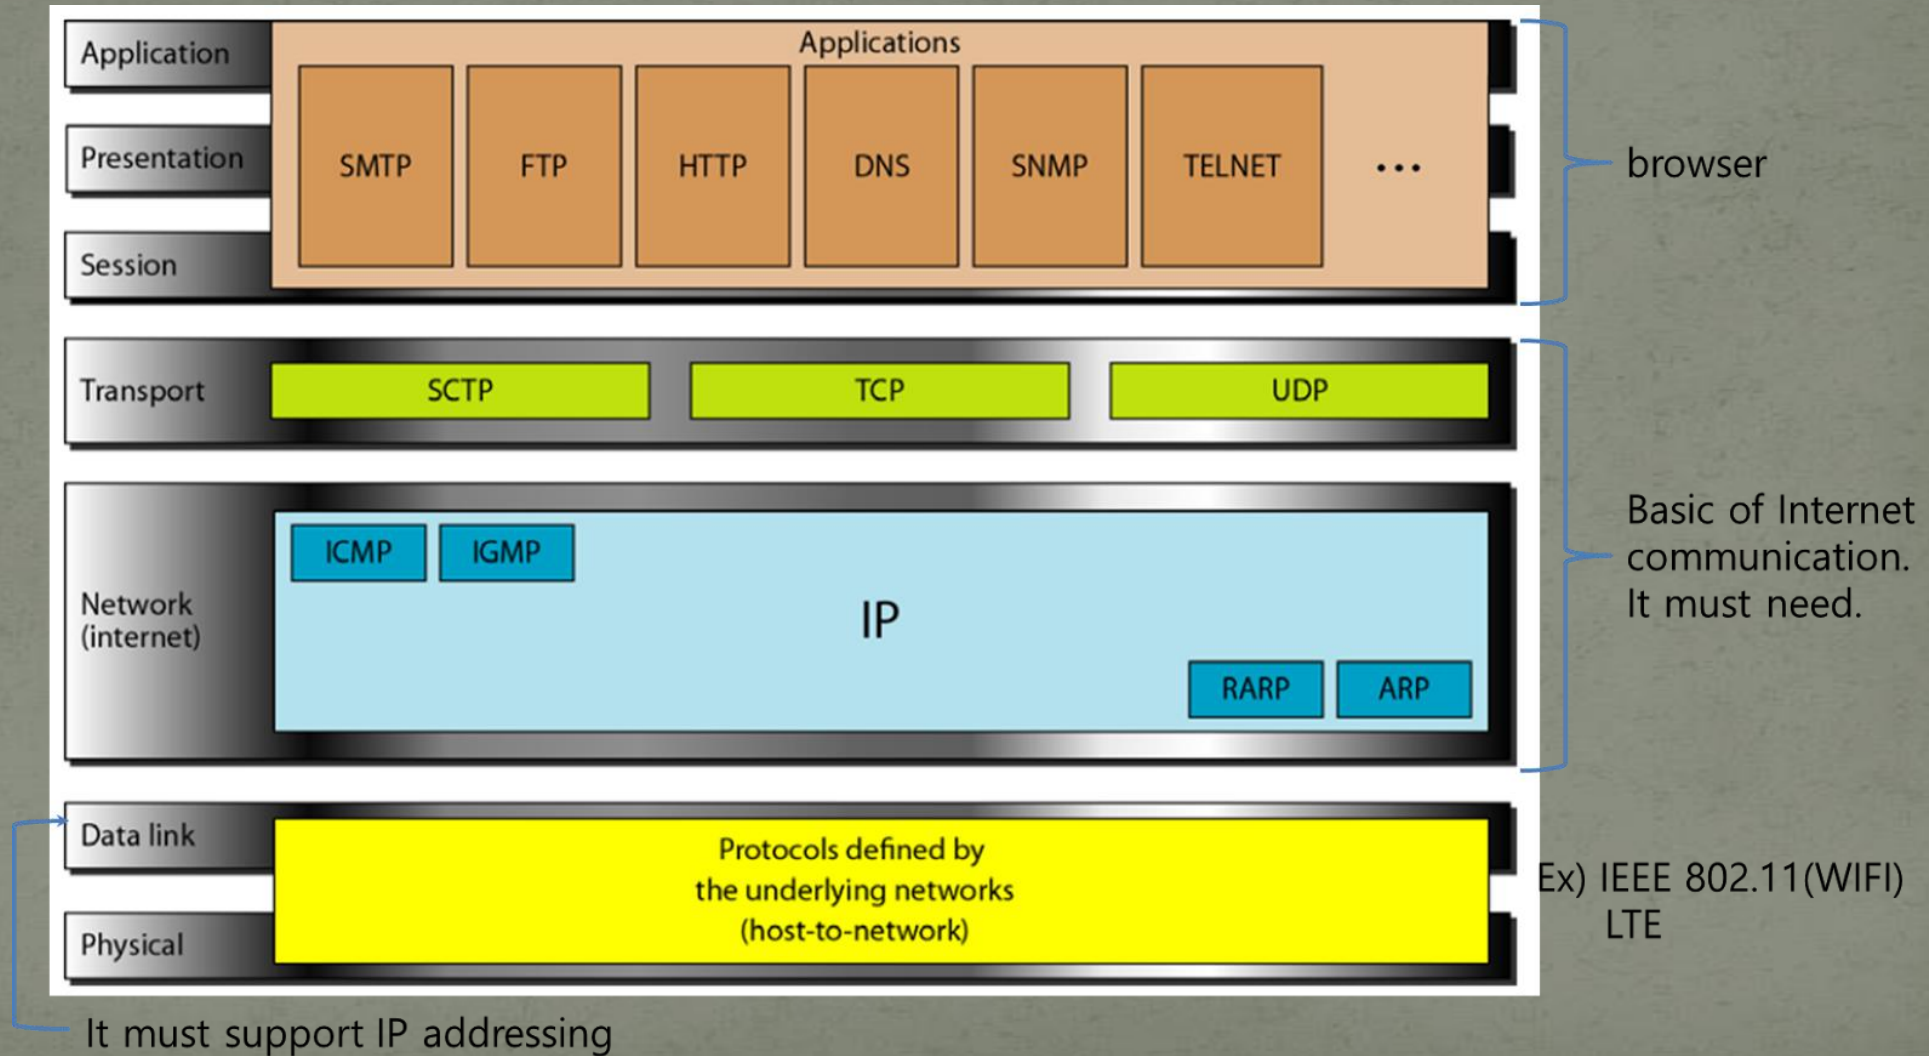 Application
Applications
Presentation
SMTP
FTP
HTTP
DNS
SNMP
TELNET
...
browser
Session
Transport
SCTP
TCP
UDP
Network
(internet)
ICMP
IGMP
IP
RARP
ARP
Basic of Internet
communication.
It must need.
Data link
Physical
Protocols defined by
the underlying networks
(host-to-network)
Ex) IEEE 802.11(WIFI)
LTE
It must support IP addressing